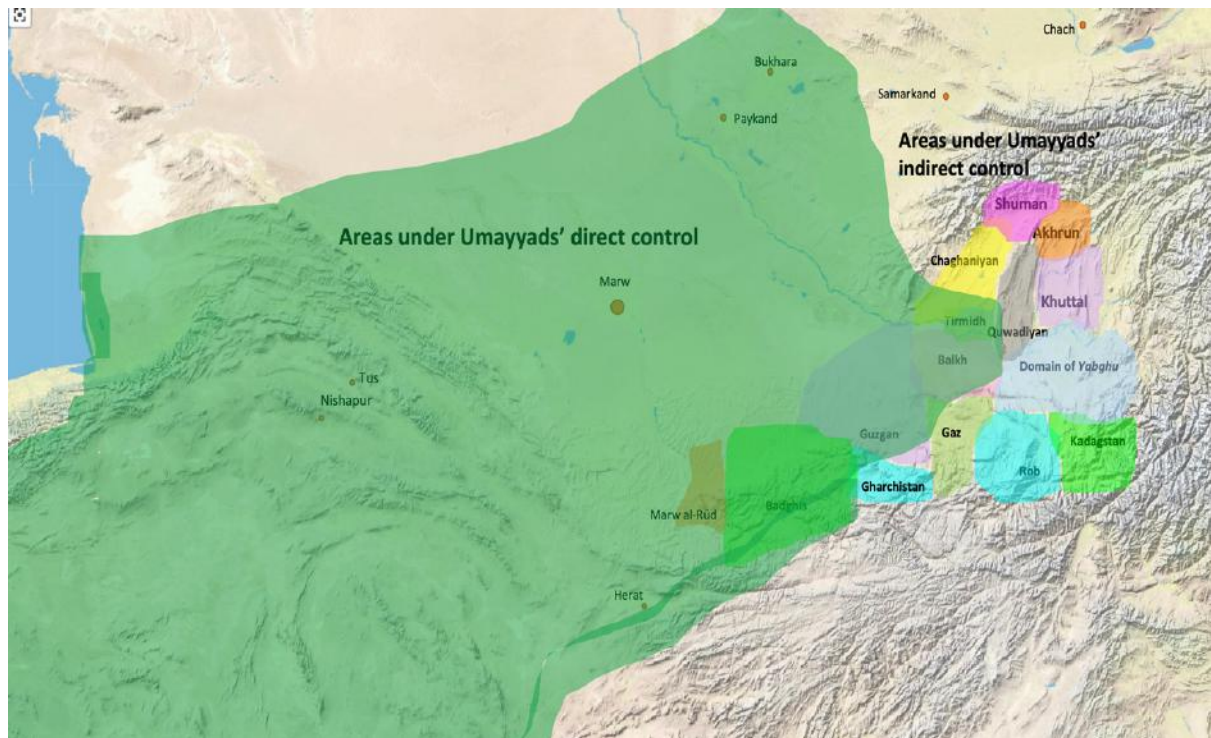 Chach
Bukhara
Samarkand
Paykand
Areas under Umayyads’
indirect control
Shuman
Akhrun
Areas under Umayyads’ direct control
Chaghaniyan
Marw
Khuttal
Tirmidh
Quwadiyan
Balkh
Domain of Yabghu
Tus
Nishapur
Guzgan
Gaz
Kadagstan
Rob
Gharchistan
Marw al-Rūd
Badghis
Herat